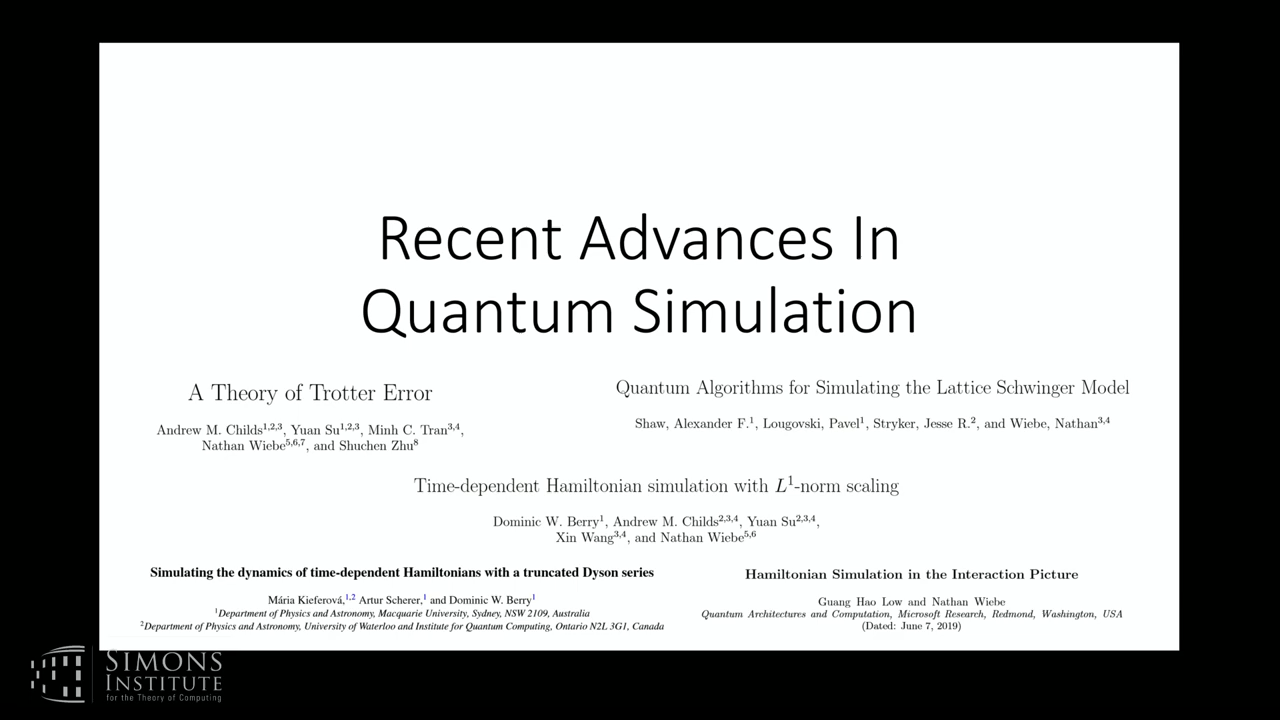 Recent Advances In
Quantum Simulation
A Theory of Trotter Error
Andrew M. Childs1,2,3, Yuan Su1,2,3, Minh C. Tran3,4,
Nathan Wiebe5,6,7, and Shuchen Zhu8
Quantum Algorithms for Simulating the Lattice Schwinger Model
Shaw, Alexander F.1, Lougovski, Pavel1, Stryker, Jesse R.2, and Wiebe, Nathan3,4
Time-dependent Hamiltonian simulation with L1-norm scaling
Dominic W. Berry1, Andrew M. Childs2,3,4, Yuan Su2,3,4,
Xin Wang3,4, and Nathan Wiebe5,6
Simulating the dynamics of time-dependent Hamiltonians with a truncated Dyson series
Mária Kieferová,1,2 Artur Scherer,1 and Dominic W. Berry1
1Department of Physics and Astronomy, Macquarie University, Sydney, NSW 2109, Australia
2Department of Physics and Astronomy, University of Waterloo and Institute for Quantum Computing, Ontario N2L 3G1, Canada
Hamiltonian Simulation in the Interaction Picture
Guang Hao Low and Nathan Wiebe
Quantum Architectures and Computation, Microsoft Research, Redmond, Washington, USA
(Dated: June 7, 2019)
SIMONS
INSTITUTE
for the Theory of Computing